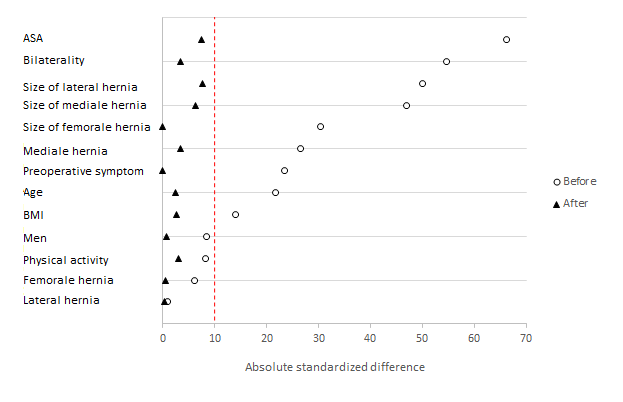 ASA
Bilaterality
Size of lateral hernia
Size of mediale hernia
Size of femorale hernia
Mediale hernia
Preoperative symptom
Age
BMI
Men
Physical activity
Femorale hernia
Lateral hernia
0 10 20 30 40 50 60 70
Absolute standardized difference
Before
After